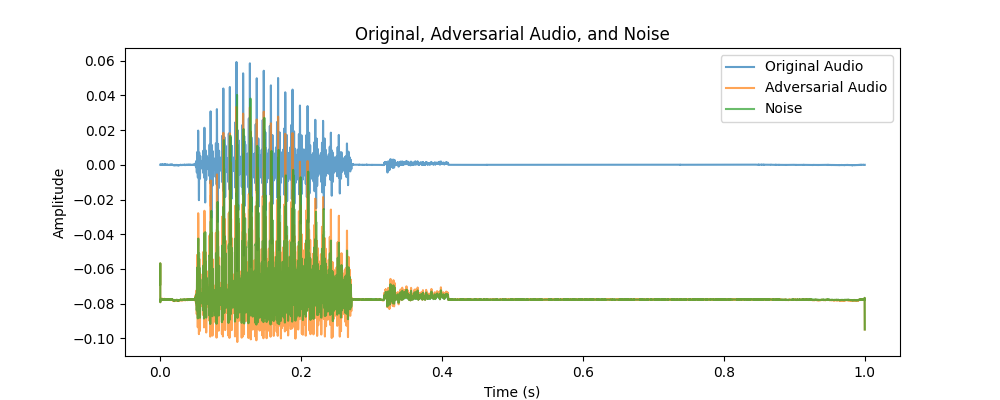 Original, Adversarial Audio, and Noise
Original Audio
Adversarial Audio
Noise
0.06
0.04
0.02
0.00
−0.02
−0.04
−0.06
−0.08
−0.10
Amplitude
0.0 0.2 0.4 0.6 0.8 1.0
Time (s)